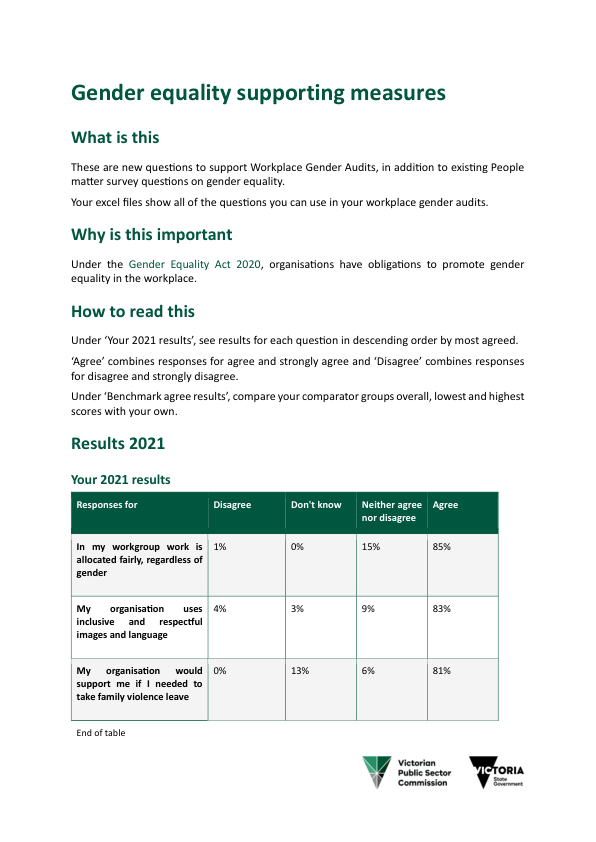 Gender equality supporting measures
What is this
These are new questions to support Workplace Gender Audits, in addition to existing People
matter survey questions on gender equality.
Your excel files show all of the questions you can use in your workplace gender audits.
Why is this important
Under the Gender Equality Act 2020, organisations have obligations to promote gender
equality in the workplace.
How to read this
Under ‘Your 2021 results’, see results for each question in descending order by most agreed.
‘Agree’ combines responses for agree and strongly agree and ‘Disagree’ combines responses
for disagree and strongly disagree.
Under ‘Benchmark agree results’, compare your comparator groups overall, lowest and highest
scores with your own.
Results 2021
Your 2021 results
Responses for Disagree Don't know Neither agree Agree
nor disagree
In my workgroup work is 1% 0% 15% 85%
allocated fairly, regardless of
gender
My organisation uses 4% 3% 9% 83%
inclusive and respectful
images and language
My organisation would 0% 13% 6% 81%
support me if I needed to
take family violence leave
End of table
Victorian
Public Sector
Commission
VICTORIA
State
Government